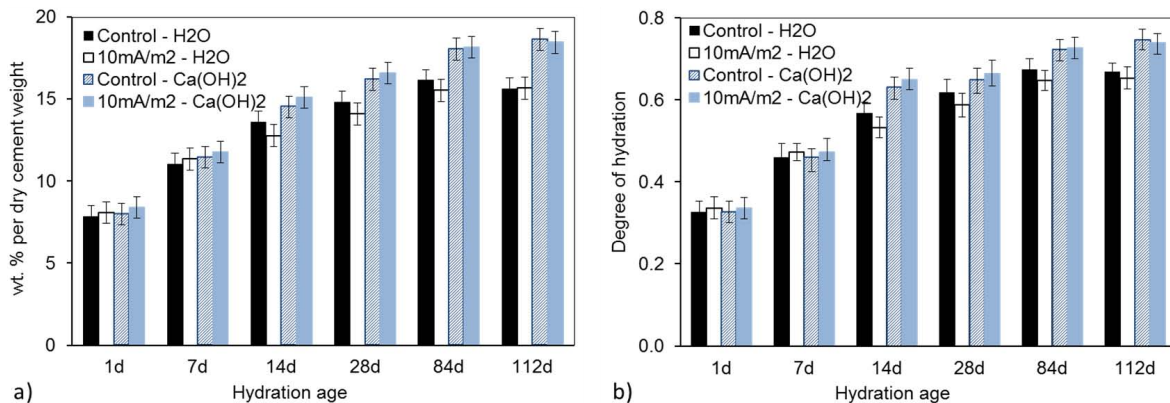 20
15
10
5
0
wt. % per dry cement weight
Control - H2O
10mA/m2 - H2O
Control - Ca(OH)2
10mA/m2 - Ca(OH)2
1d 7d 14d 28d 84d 112d
Hydration age
a)
0.8
0.6
0.4
0.2
0.0
Degree of hydration
Control - H2O
10mA/m2 - H2O
Control - Ca(OH)2
10mA/m2 - Ca(OH)2
1d 7d 14d 28d 84d 112d
Hydration age
b)